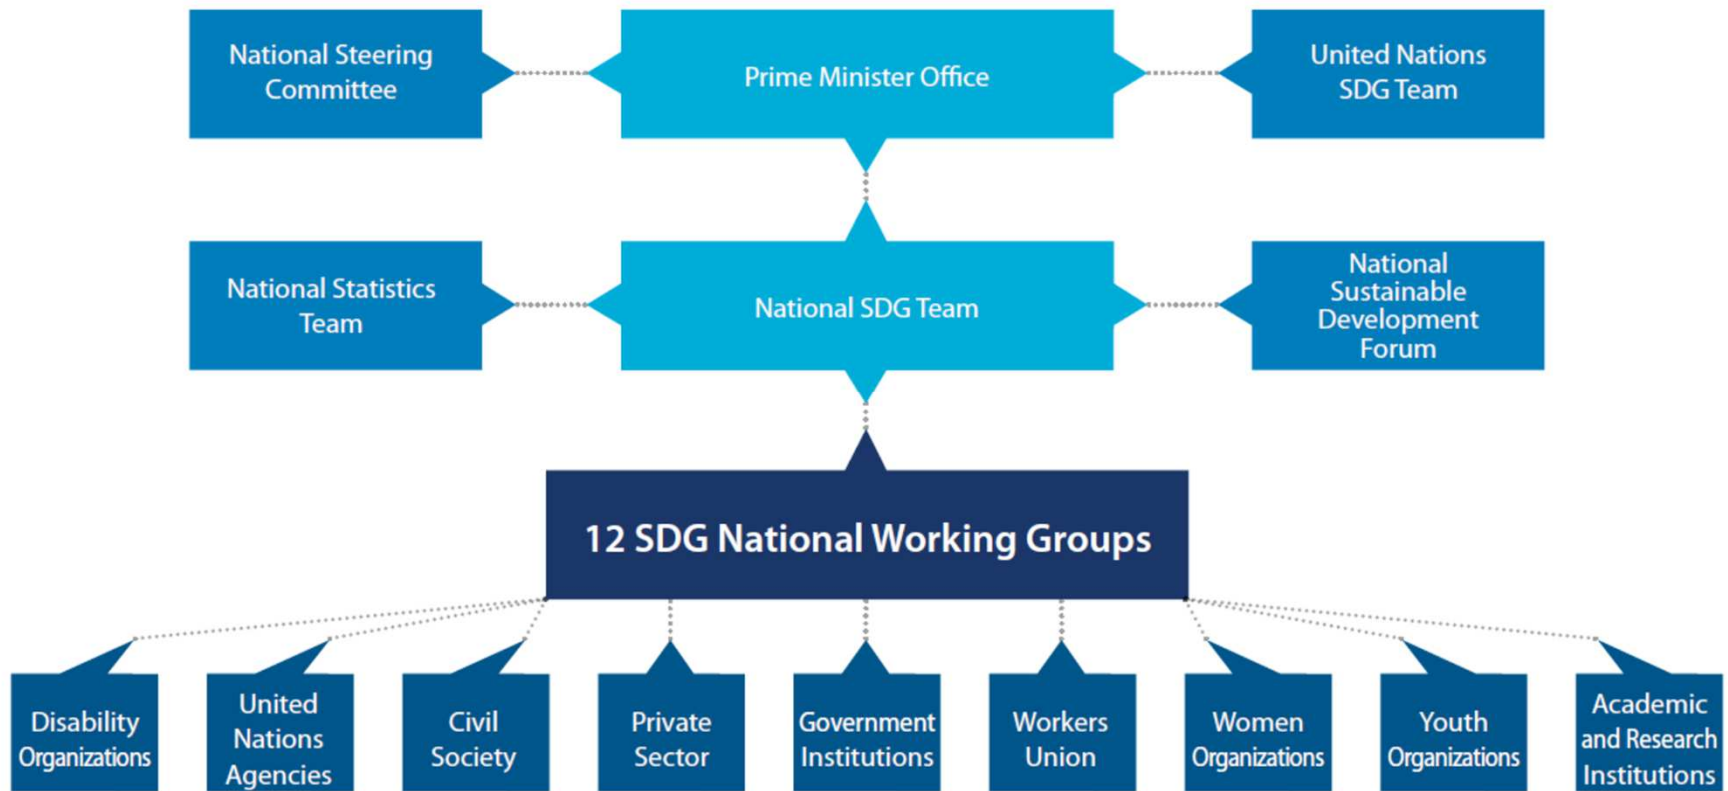 National Steering
Committee
Prime Minister Office
United Nations
SDG Team
National Statistics
Team
National SDG Team
National
Sustainable
Development
Forum
12 SDG National Working Groups
Disability
Organizations
United
Nations
Agencies
Civil
Society
Private
Sector
Government
Institutions
Workers
Union
Women
Organizations
Youth
Organizations
Academic
and Research
Institutions